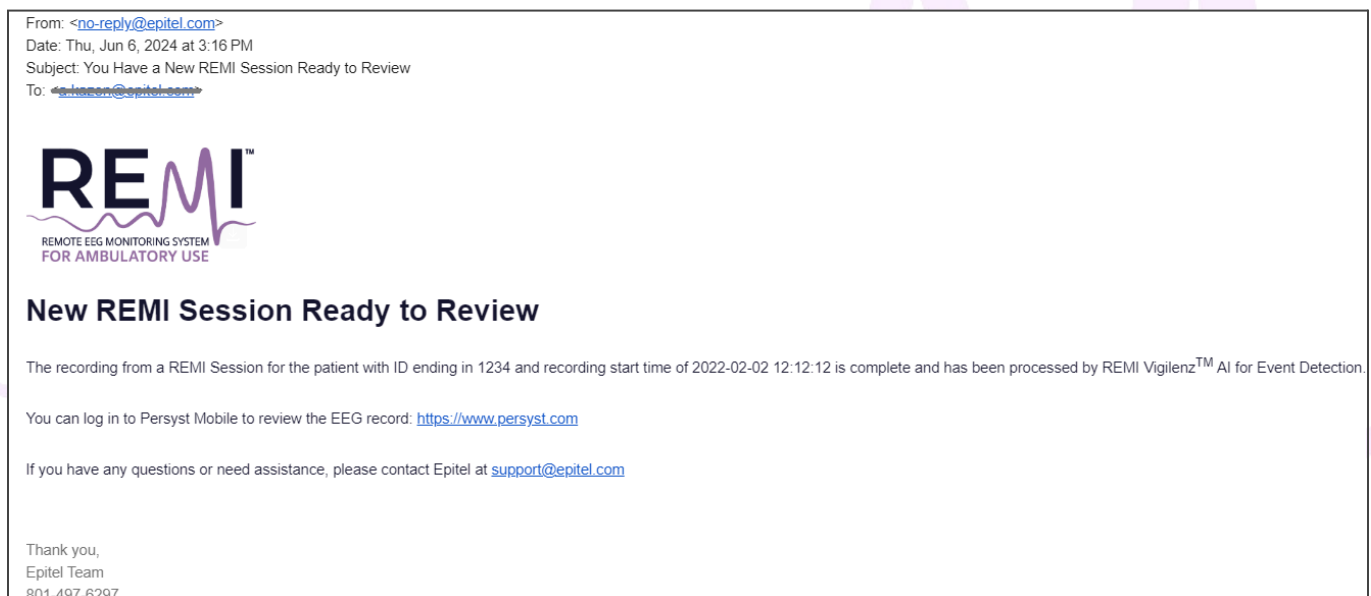 From: <no-reply@epitel.com>
Date: Thu, Jun 6, 2024 at 3:16 PM
Subject: You Have a New REMI Session Ready to Review
To:
REMI™
REMOTE EEG MONITORING SYSTEM
FOR AMBULATORY USE
New REMI Session Ready to Review
The recording from a REMI Session for the patient with ID ending in 1234 and recording start time of 2022-02-02 12:12:12 is complete and has been processed by REMI Vigilenz™ AI for Event Detection.
You can log in to Persyst Mobile to review the EEG record: https://www.persyst.com
If you have any questions or need assistance, please contact Epitel at support@epitel.com
Thank you,
Epitel Team
801-497-6297